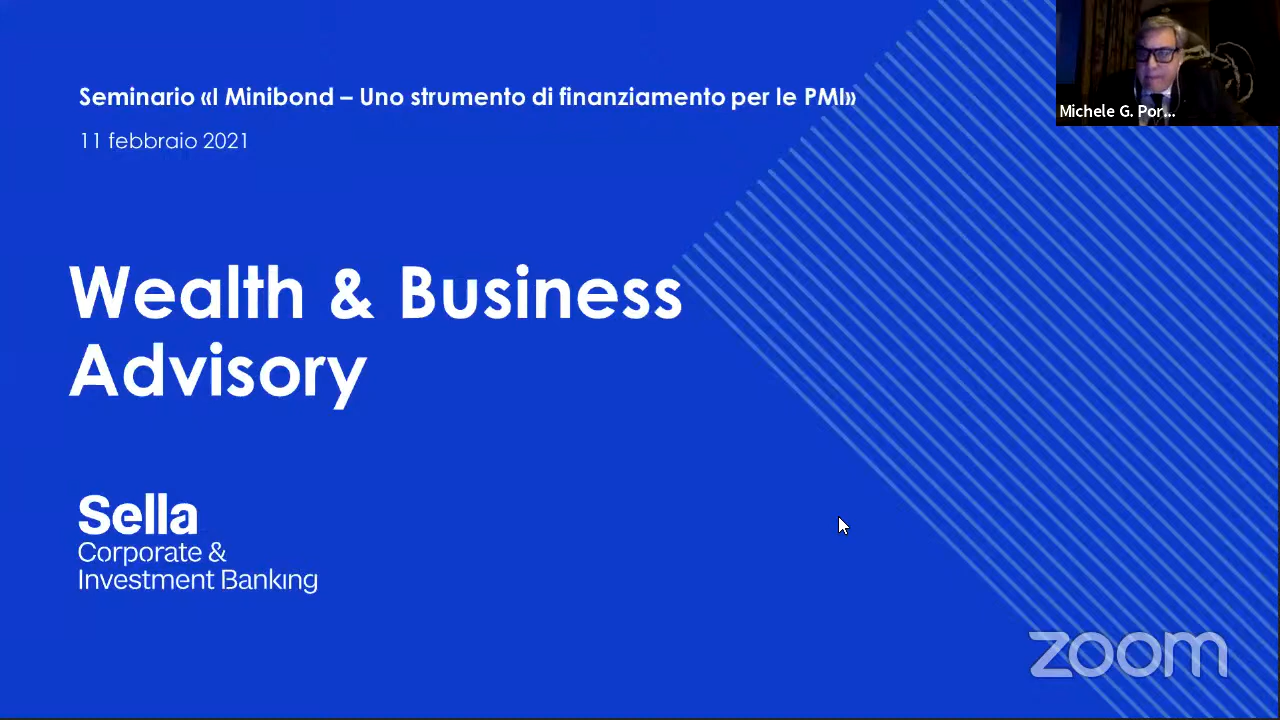 Seminario «I Minibond – Uno strumento di finanziamento per le PMI»
11 febbraio 2021
Michele G. Por...
Wealth & Business
Advisory
Sella
Corporate &
Investment Banking
zoom